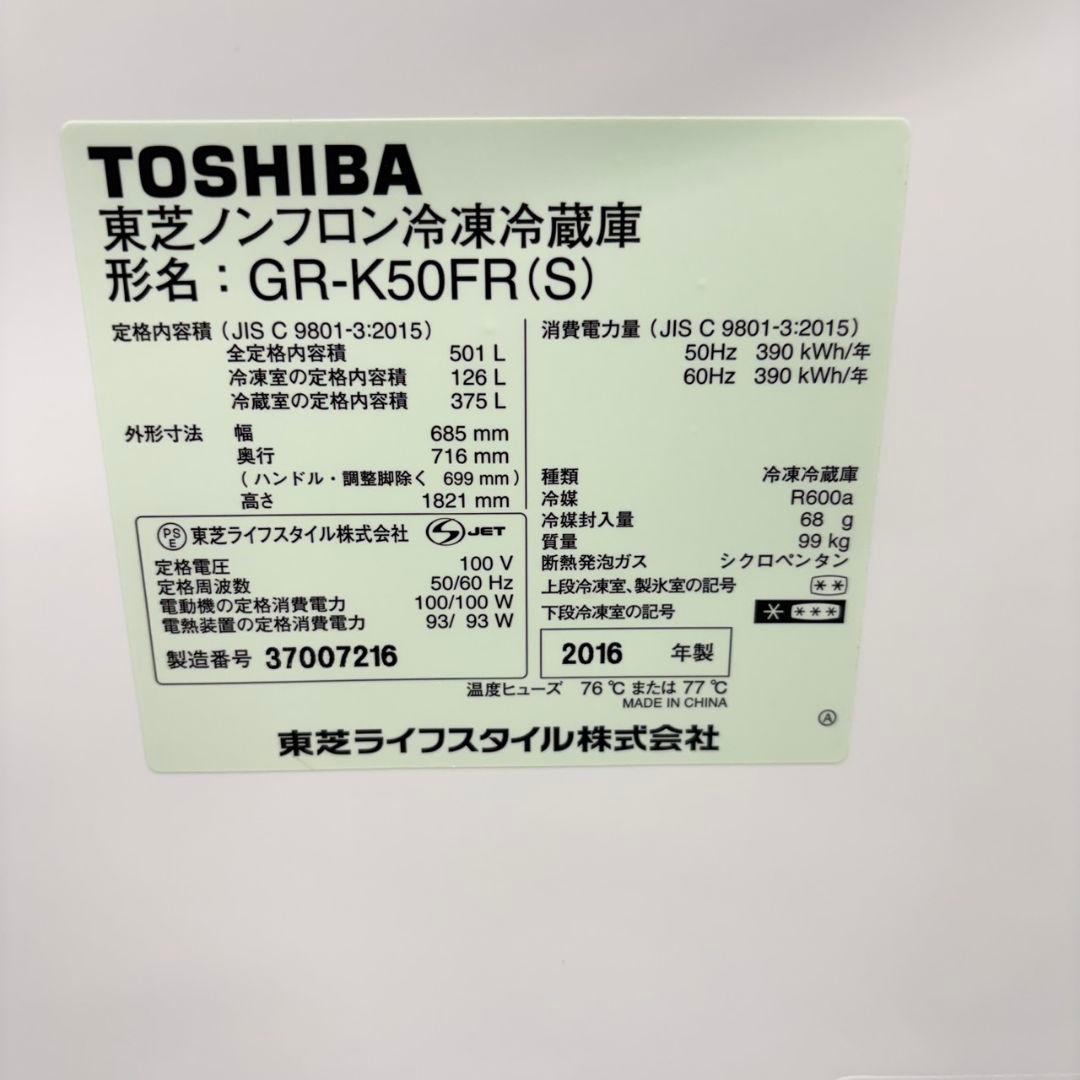 TOSHIBA
東芝ノンフロン冷凍冷蔵庫
形名：GR-K50FR(S)
定格内容積（JIS C 9801-3:2015）
全定格内容積 501 L
冷凍室の定格内容積 126 L
冷蔵室の定格内容積 375 L
外形寸法 幅 685 mm
奥行 716 mm
（ハンドル・調整脚除く 699 mm）
高さ 1821 mm
PSE 東芝ライフスタイル株式会社 S JET
定格電圧 100 V
定格周波数 50/60 Hz
電動機の定格消費電力 100/100 W
電熱装置の定格消費電力 93/ 93 W
製造番号 37007216
消費電力量（JIS C 9801-3:2015）
50Hz 390 kWh/年
60Hz 390 kWh/年
種類 冷凍冷蔵庫
冷媒 R600a
冷媒封入量 68 g
質量 99 kg
断熱発泡ガス シクロペンタン
上段冷凍室、製氷室の記号 **
下段冷凍室の記号 * ***
2016 年製
温度ヒューズ 76℃ または 77℃
MADE IN CHINA
A
東芝ライフスタイル株式会社